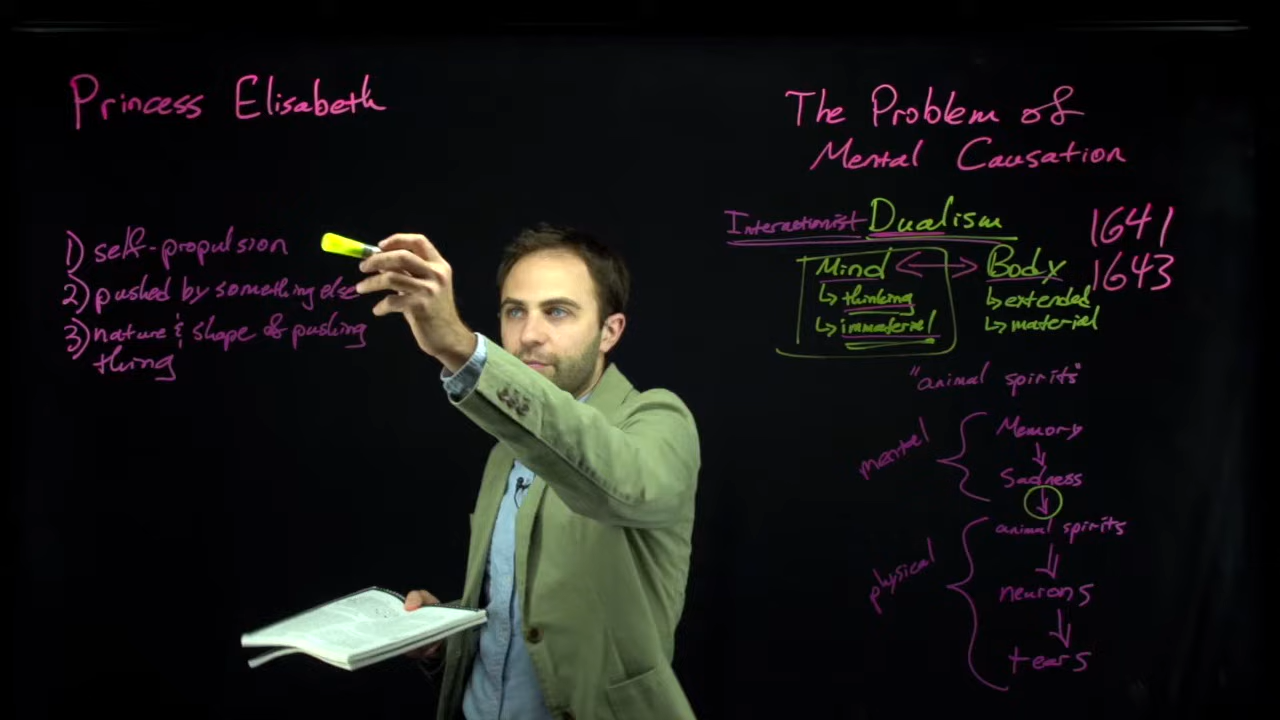 Princess Elisabeth
1) self-propulsion
2) pushed by something else
3) nature & shape of pushing
thing
The Problem of
Mental Causation
Interactionist Dualism
1641
1643
Mind ↔ Body
↳ thinking ↳ extended
↳ immaterial ↳ material
"animal spirits"
mental
Memory
↓
Sadness
↓
physical
animal spirits
↓
neurons
↓
tears